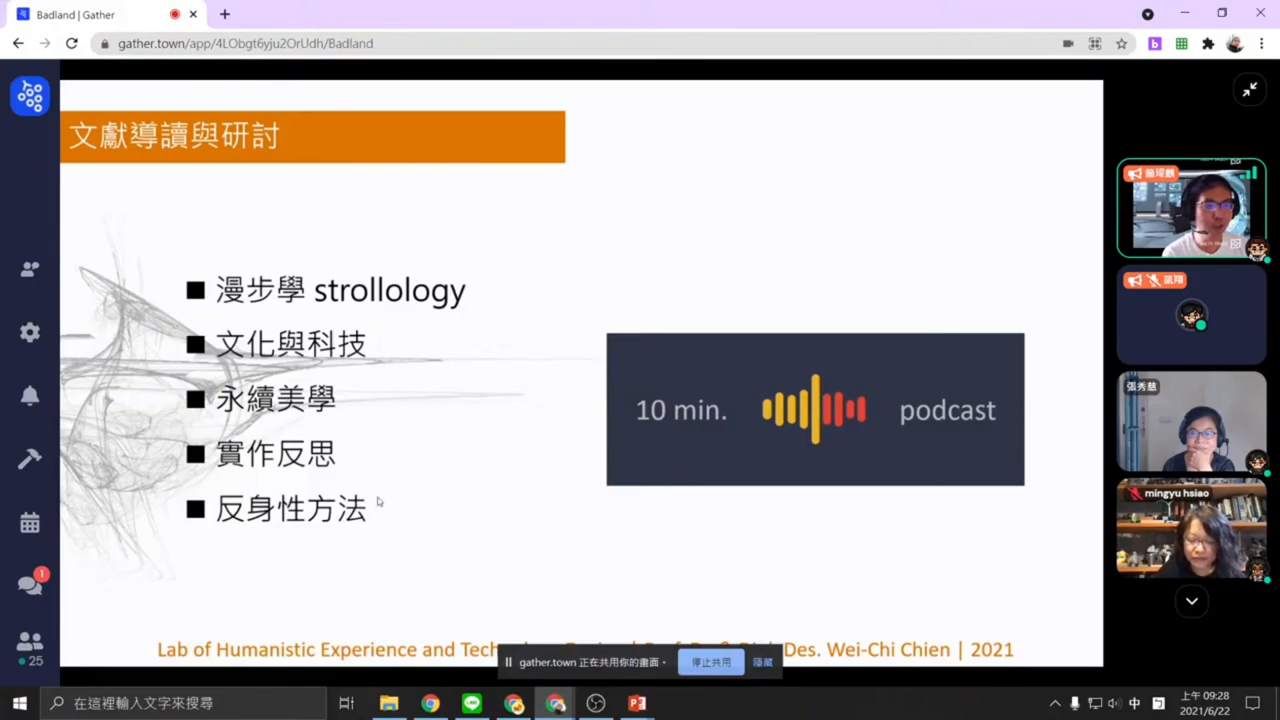 Badland | Gather
gather.town/app/4LObgt6yju2OrUdh/Badland
文獻導讀與研討
漫步學 strollology
文化與科技
永續美學
實作反思
反身性方法
10 min.
podcast
Lab of Humanistic Experience and
Des. Wei-Chi Chien | 2021
gather.town 正在共用你的畫面。
停止共用
隱藏
凱翔
張秀慈
mingyu hsiao
1
25
在這裡輸入文字來搜尋
中
上午 09:28
2021/6/22